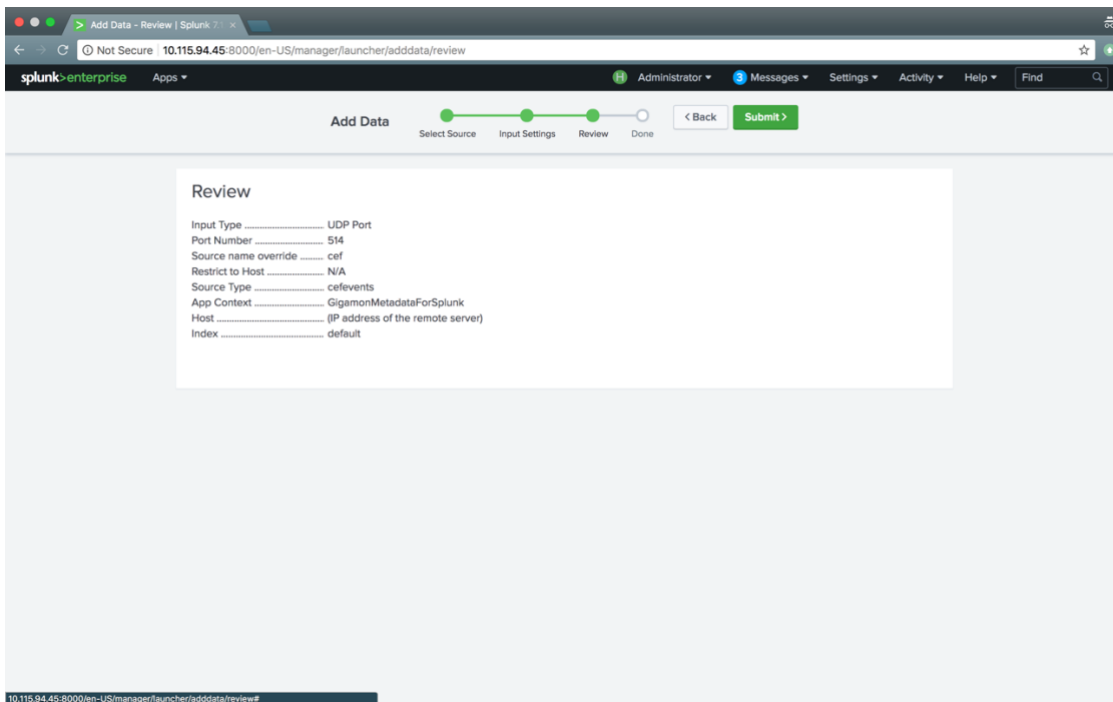 Add Data - Review | Splunk 7.1
Not Secure 10.115.94.45:8000/en-US/manager/launcher/adddata/review
splunk>enterprise Apps Administrator 3 Messages Settings Activity Help Find
Add Data Select Source Input Settings Review Done < Back Submit >
Review
Input Type ................ UDP Port
Port Number ................ 514
Source name override ........ cef
Restrict to Host ................ N/A
Source Type ................ cefevents
App Context ................ GigamonMetadataForSplunk
Host ................ (IP address of the remote server)
Index ................ default
10.115.94.45:8000/en-US/manager/launcher/adddata/review#